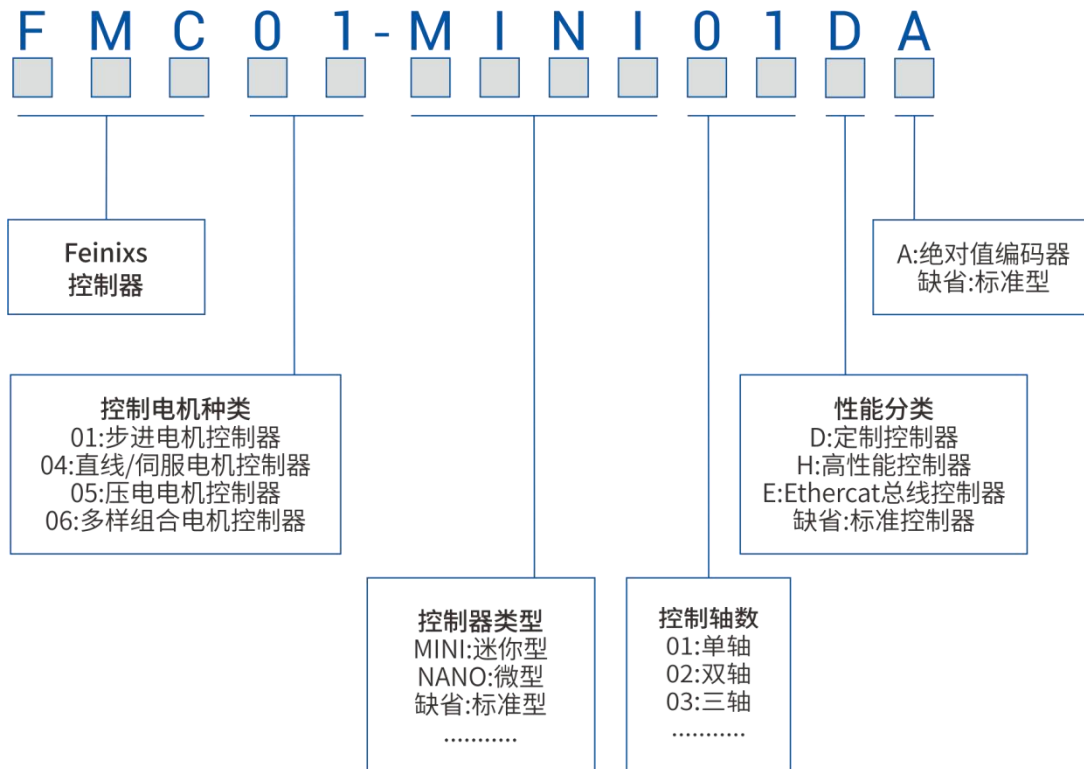 FMC01-MINI01DA
Feinixs
控制器
A:绝对值编码器
缺省:标准型
控制电机种类
01:步进电机控制器
04:直线/伺服电机控制器
05:压电电机控制器
06:多样组合电机控制器
性能分类
D:定制控制器
H:高性能控制器
E:Ethercat总线控制器
缺省:标准控制器
控制器类型
MINI:迷你型
NANO:微型
缺省:标准型
...........
控制轴数
01:单轴
02:双轴
03:三轴
...........